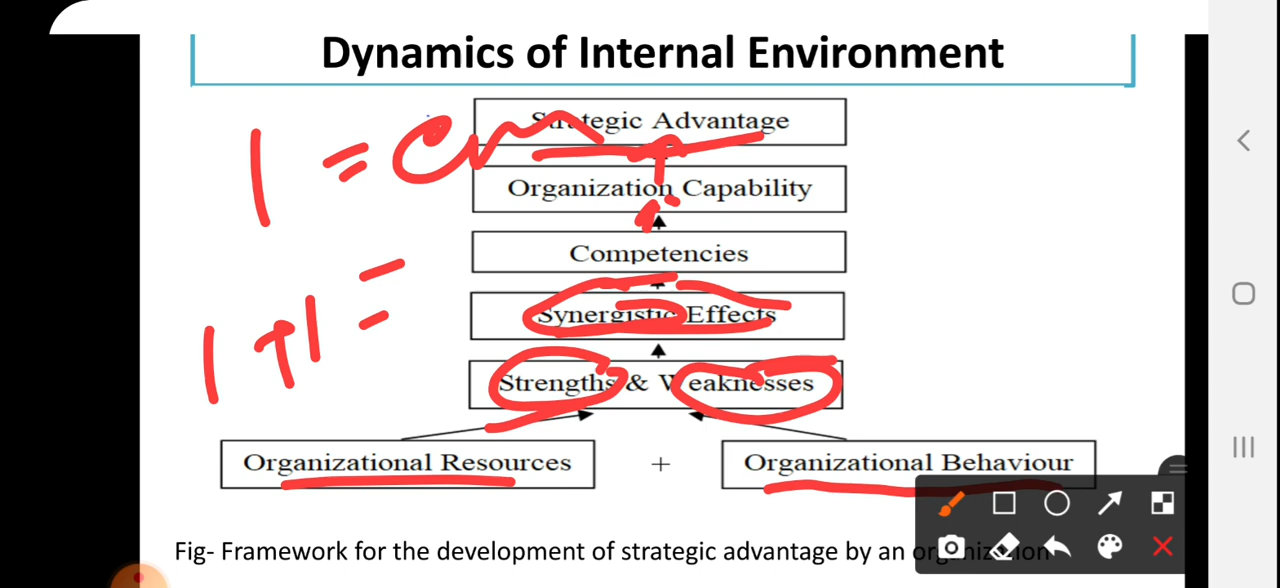 Dynamics of Internal Environment
Strategic Advantage
Organization Capability
Competencies
Synergistic Effects
Strengths & Weaknesses
Organizational Resources + Organizational Behaviour
Fig- Framework for the development of strategic advantage by an organization
1 = em
1+1 =